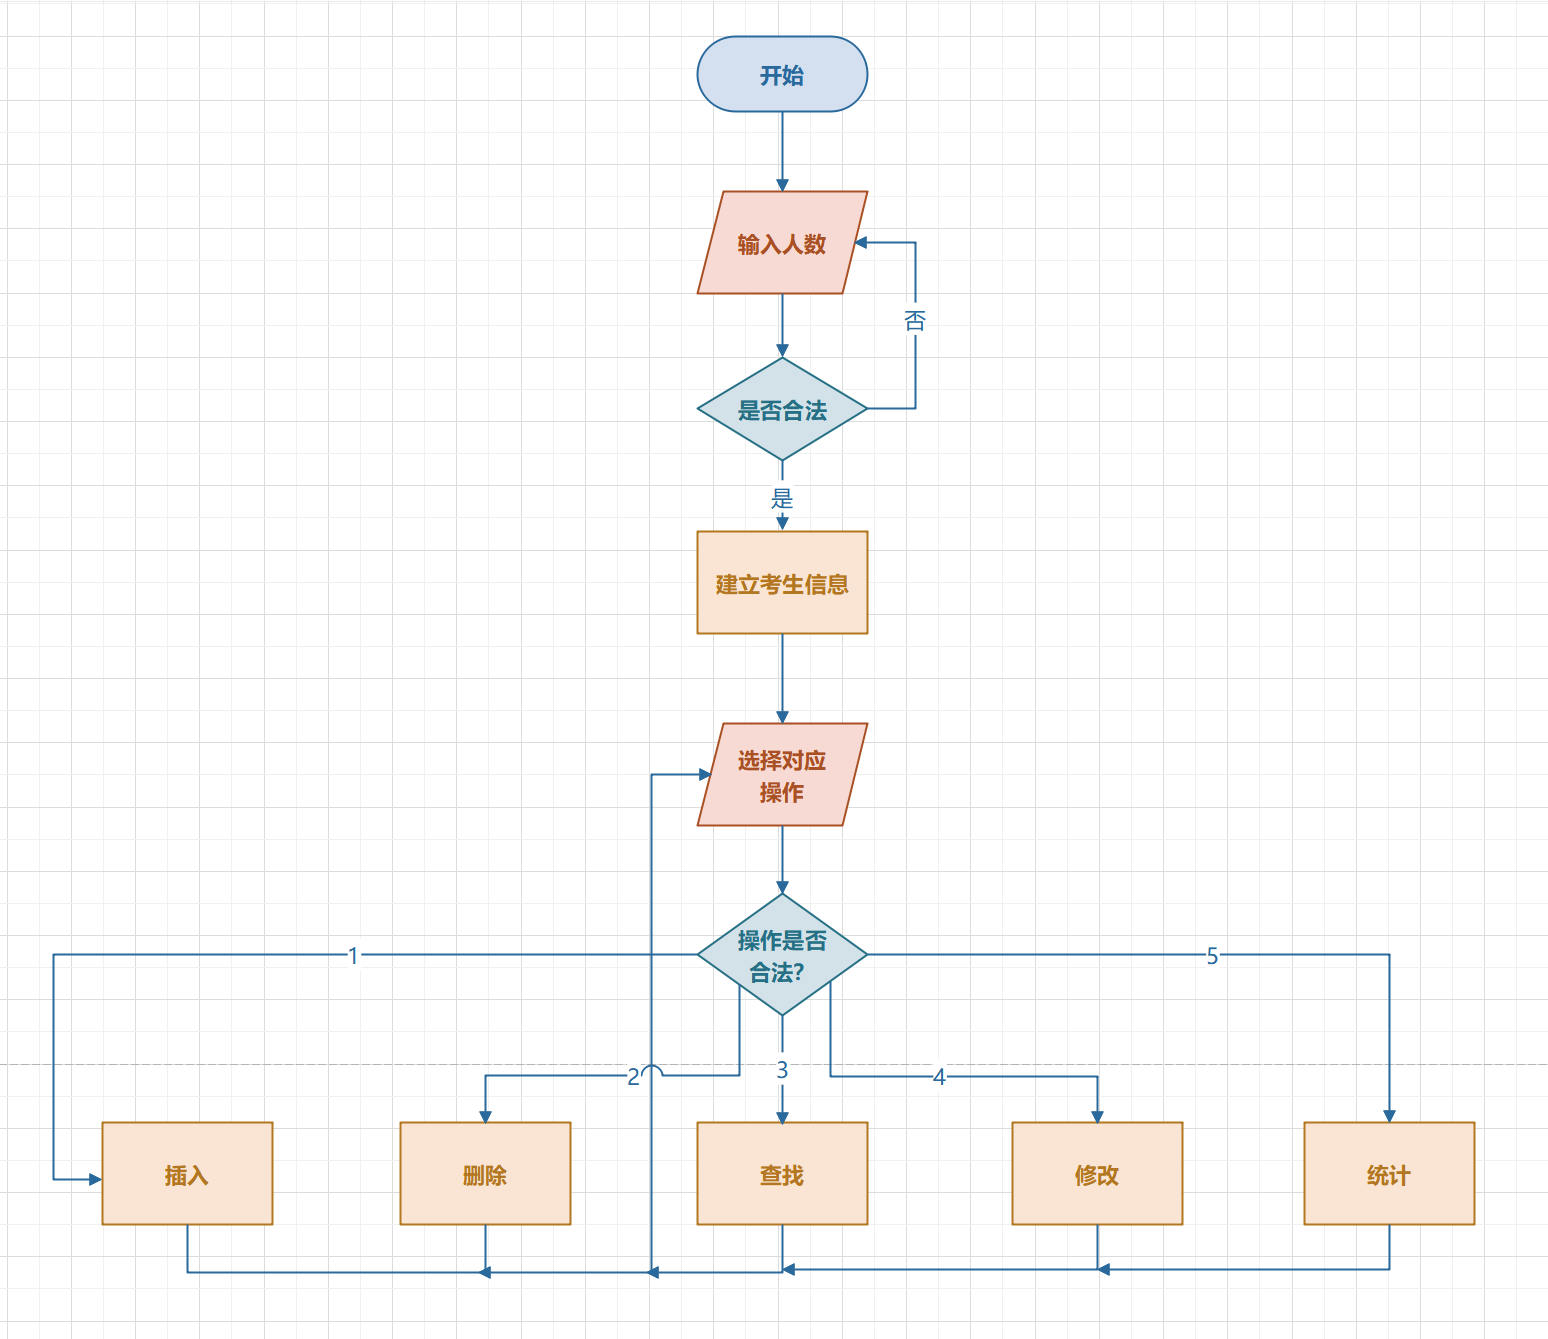 开始
输入人数
否
是否合法
是
建立考生信息
选择对应
操作
操作是否
合法?
1
5
2
3
4
插入
删除
查找
修改
统计